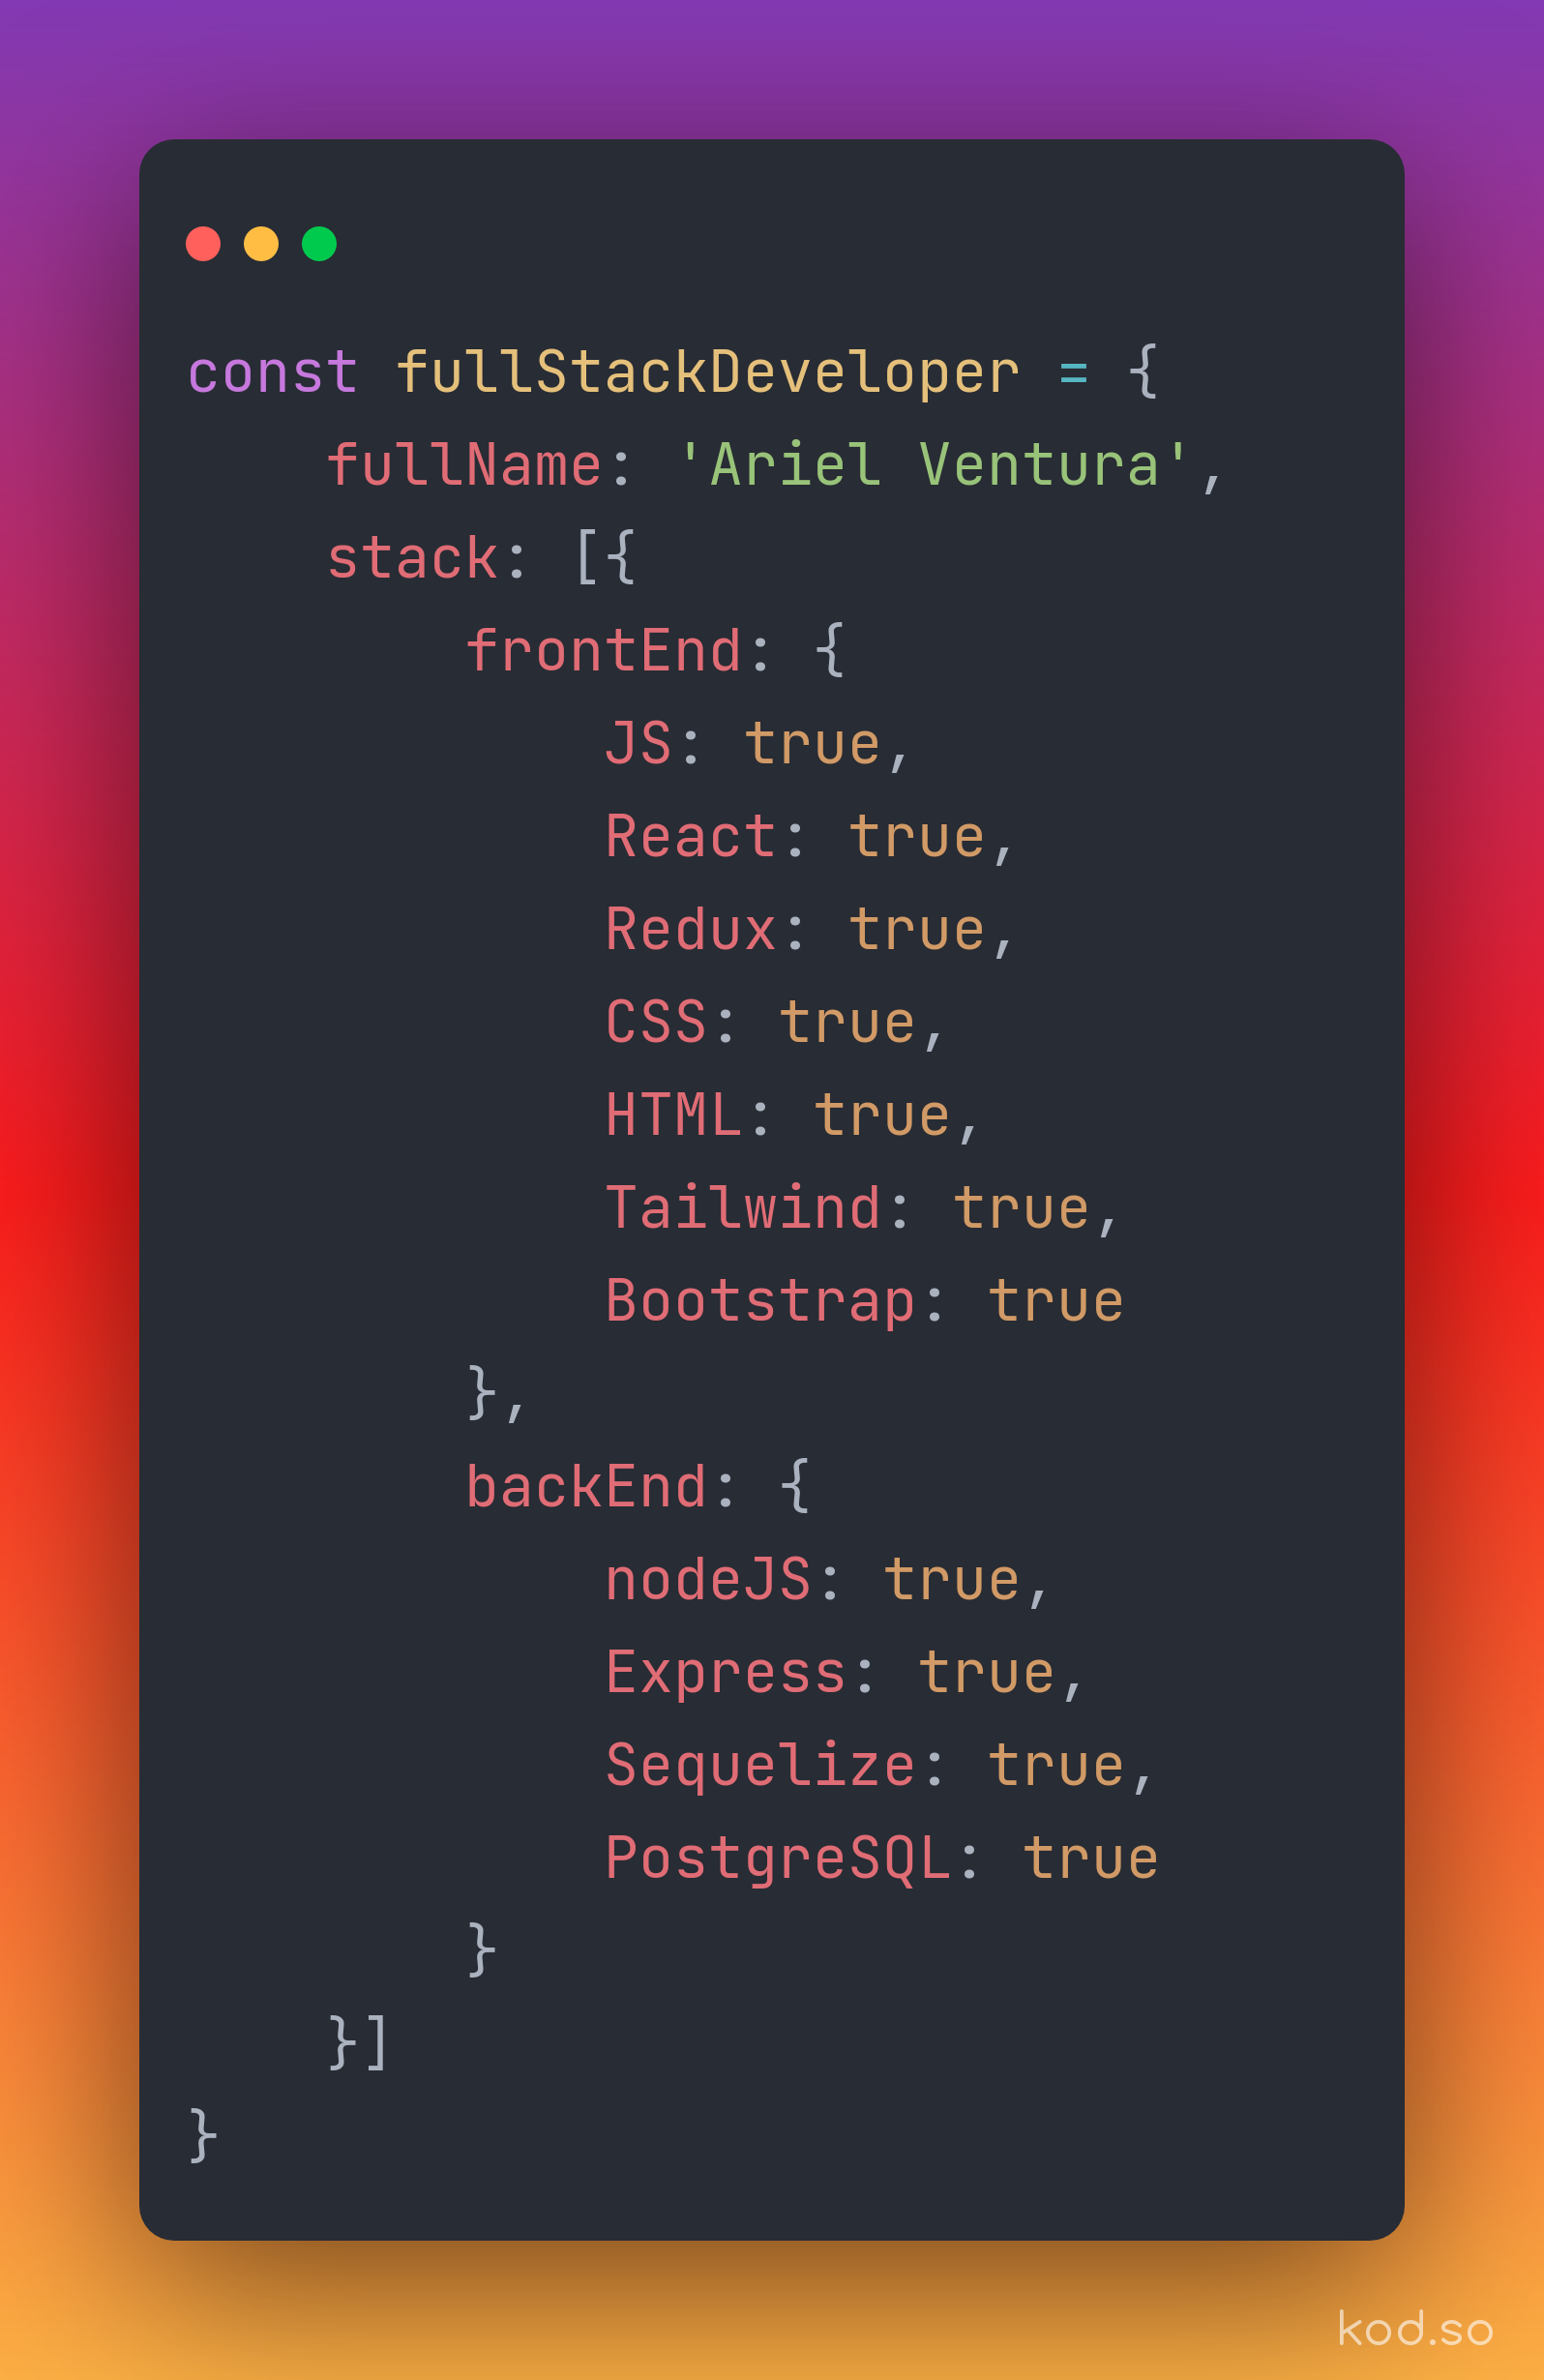 const fullStackDeveloper = {
    fullName: 'Ariel Ventura',
    stack: [{
        frontEnd: {
            JS: true,
            React: true,
            Redux: true,
            CSS: true,
            HTML: true,
            Tailwind: true,
            Bootstrap: true
        },
        backEnd: {
            nodeJS: true,
            Express: true,
            Sequelize: true,
            PostgreSQL: true
        }
    }]
}
kod.so